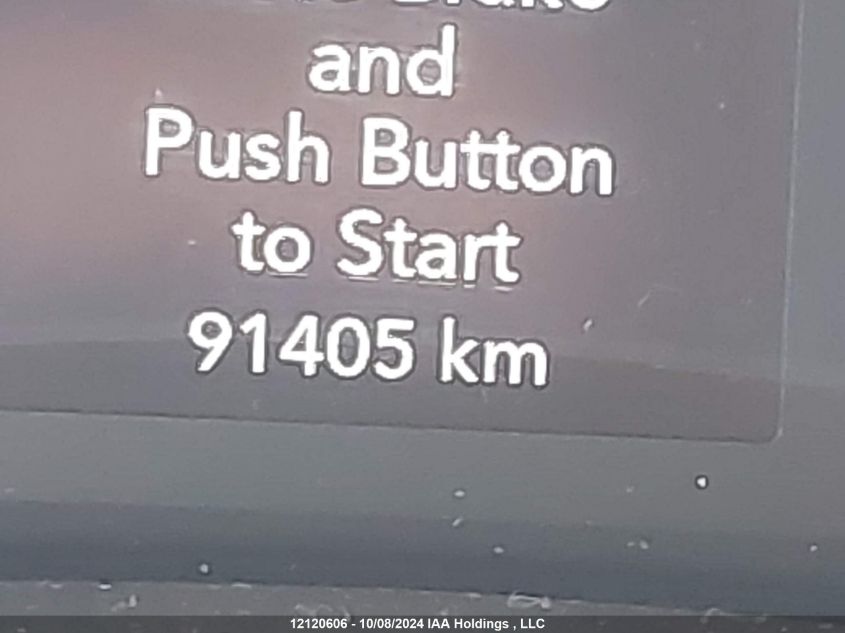 and
Push Button
to Start
91405 km
12120606 - 10/08/2024 IAA Holdings , LLC